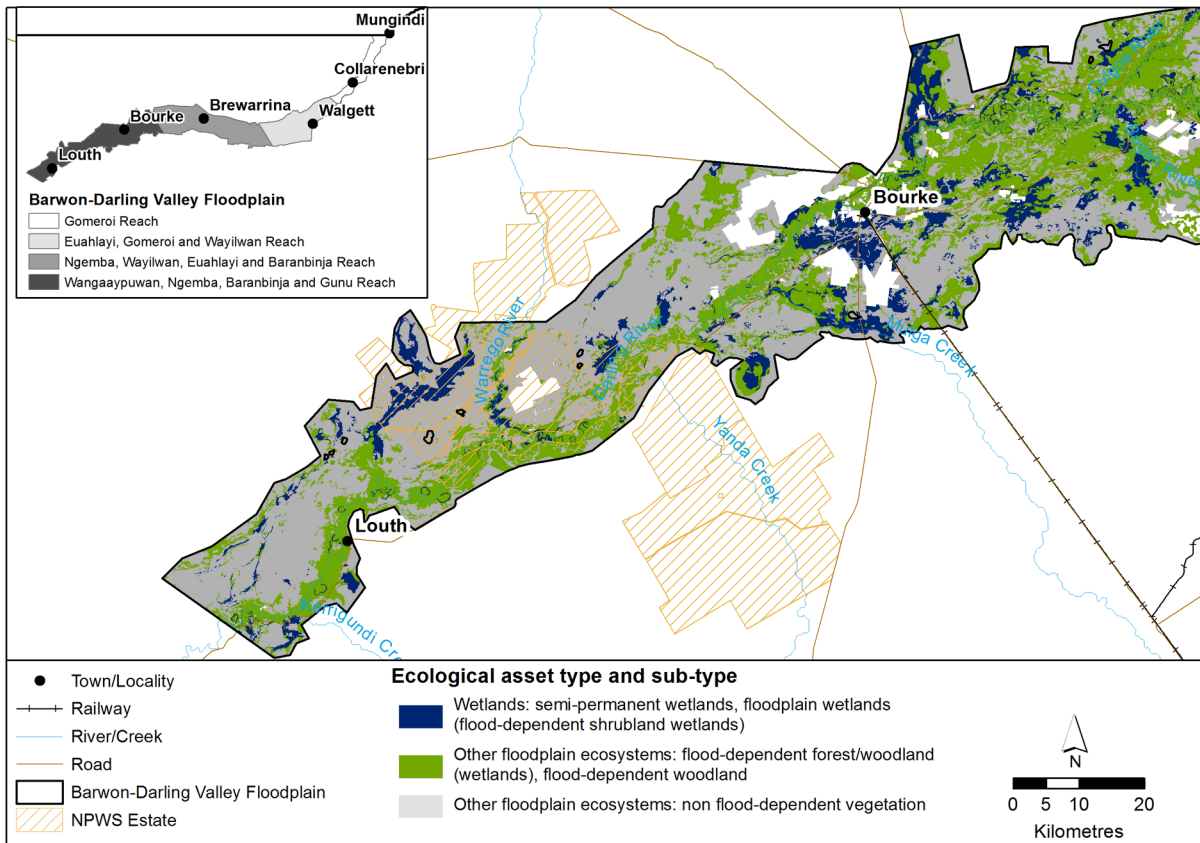 Mungindi
Collarenebri
Brewarrina
Bourke
Walgett
Louth
Barwon-Darling Valley Floodplain
Gomeroi Reach
Euahlayi, Gomeroi and Wayilwan Reach
Ngemba, Wayilwan, Euahlayi and Baranbinja Reach
Wangaaypuwan, Ngemba, Baranbinja and Gunu Reach
Bourke
Warrego River
Darling River
Mirga Creek
Yanda Creek
Louth
Town/Locality
Railway
River/Creek
Road
Barwon-Darling Valley Floodplain
NPWS Estate
Ecological asset type and sub-type
Wetlands: semi-permanent wetlands, floodplain wetlands
(flood-dependent shrubland wetlands)
Other floodplain ecosystems: flood-dependent forest/woodland
(wetlands), flood-dependent woodland
Other floodplain ecosystems: non flood-dependent vegetation
N
0 5 10 20
Kilometres